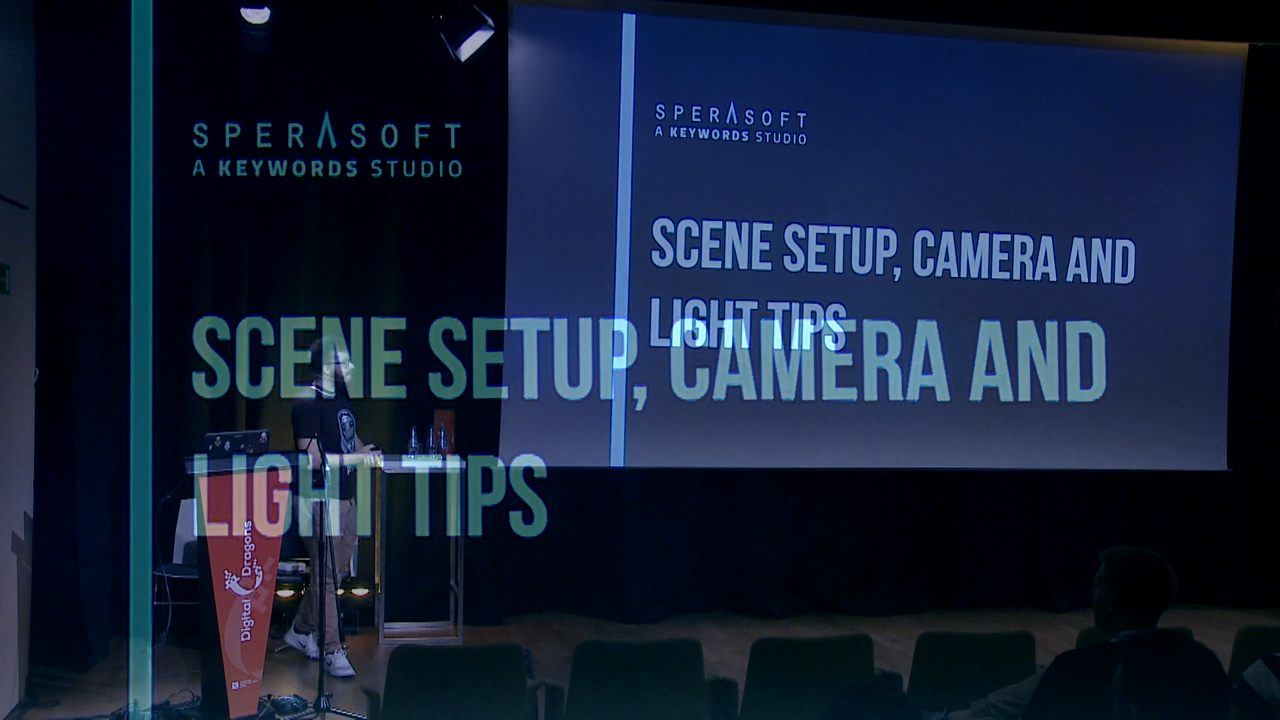 SPERASOFT
A KEYWORDS STUDIO
SCENE SETUP, CAMERA AND
LIGHT TIPS
SPERASOFT
A KEYWORDS STUDIO
SCENE SETUP, CAMERA AND
LIGHT TIPS
Digital Dragons